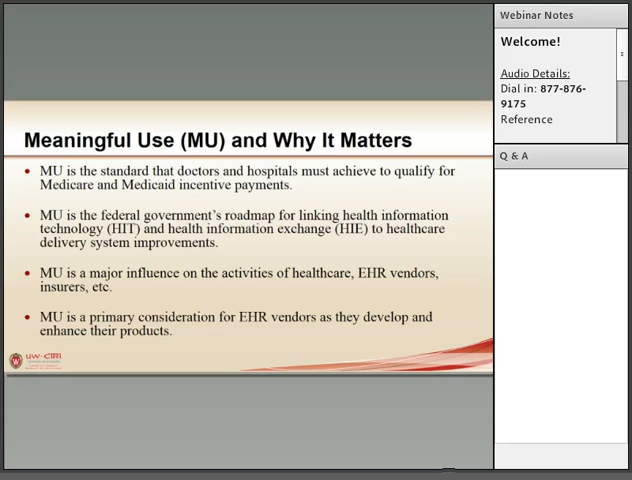 Meaningful Use (MU) and Why It Matters
• MU is the standard that doctors and hospitals must achieve to qualify for
Medicare and Medicaid incentive payments.
• MU is the federal government's roadmap for linking health information
technology (HIT) and health information exchange (HIE) to healthcare
delivery system improvements.
• MU is a major influence on the activities of healthcare, EHR vendors,
insurers, etc.
• MU is a primary consideration for EHR vendors as they develop and
enhance their products.
UW-CTRI
Webinar Notes
Welcome!
Audio Details:
Dial in: 877-876-
9175
Reference
Q & A